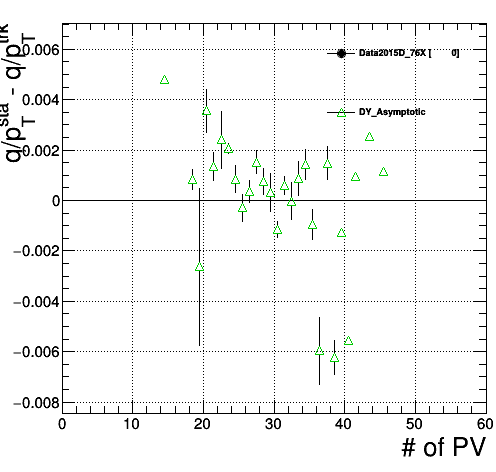 q/p_T^sta - q/p_T^trk
0.006
0.004
0.002
0
−0.002
−0.004
−0.006
−0.008
0 10 20 30 40 50 60
# of PV
Data2015D_76X [ 0]
DY_Asymptotic